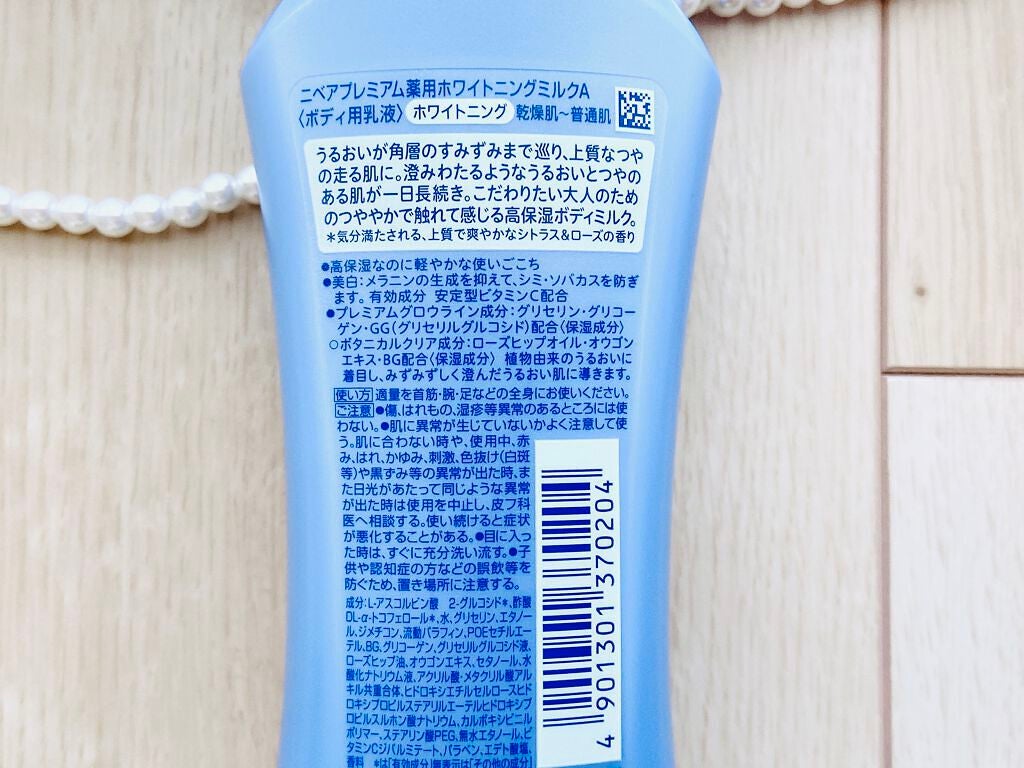 ニベアプレミアム薬用ホワイトニングミルクA
〈ボディ用乳液〉 ホワイトニング 乾燥肌~普通肌
うるおいが角層のすみずみまで巡り、上質なつや
の走る肌に。澄みわたるようなうるおいとつやの
ある肌が一日長続き。こだわりたい大人のため
のつややかで触れて感じる高保湿ボディミルク。
*気分満たされる、上質で爽やかなシトラス&ローズの香り
●高保湿なのに軽やかな使いごこち
●美白:メラニンの生成を抑えて、シミ・ソバカスを防ぎ
ます。有効成分 安定型ビタミンC配合
●プレミアムグロウライン成分:グリセリン・グリコー
ゲン・GG(グリセリルグルコシド)配合〈保湿成分〉
○ボタニカルクリア成分:ローズヒップオイル・オウゴン
エキス・BG配合〈保湿成分〉 植物由来のうるおいに
着目し、みずみずしく澄んだうるおい肌に導きます。
使い方 適量を首筋・腕・足などの全身にお使いください。
ご注意 ●傷、はれもの、湿疹等異常のあるところには使
わない。●肌に異常が生じていないかよく注意して使
う。肌に合わない時や、使用中、赤
み、はれ、かゆみ、刺激、色抜け(白斑
等)や黒ずみ等の異常が出た時、ま
た日光があたって同じような異常
が出た時は使用を中止し、皮フ科
医へ相談する。使い続けると症状
が悪化することがある。●目に入っ
た時は、すぐに充分洗い流す。●子
供や認知症の方などの誤飲等を
防ぐため、置き場所に注意する。
成分:L-アスコルビン酸 2-グルコシド*、酢酸
DL-α-トコフェロール*、水、グリセリン、エタノー
ル、ジメチコン、流動パラフィン、POEセチルエー
テル、BG、グリコーゲン、グリセリルグルコシド液、
ローズヒップ油、オウゴンエキス、セタノール、水
酸化ナトリウム液、アクリル酸・メタクリル酸アル
キル共重合体、ヒドロキシエチルセルロースヒド
ロキシプロピルステアリルエーテルヒドロキシプ
ロピルスルホン酸ナトリウム、カルボキシビニル
ポリマー、ステアリン酸PEG、無水エタノール、ビ
タミンCジパルミテート、パラベン、エデト酸塩、
香料 *は「有効成分」無表示は「その他の成分」
4 901301 370204